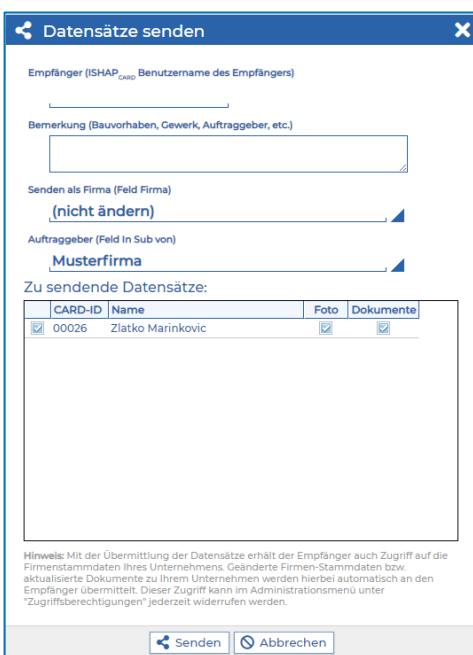 Datensätze senden
Empfänger (ISHAP CARD Benutzername des Empfängers)
Bemerkung (Bauvorhaben, Gewerk, Auftraggeber, etc.)
Senden als Firma (Feld Firma)
(nicht ändern)
Auftraggeber (Feld In Sub von)
Musterfirma
Zu sendende Datensätze:
CARD-ID Name Foto Dokumente
00026 Zlatko Marinkovic
Hinweis: Mit der Übermittlung der Datensätze erhält der Empfänger auch Zugriff auf die
Firmenstammdaten Ihres Unternehmens. Geänderte Firmen-Stammdaten bzw.
aktualisierte Dokumente zu Ihrem Unternehmen werden hierbei automatisch an den
Empfänger übermittelt. Dieser Zugriff kann im Administrationsmenü unter
"Zugriffsberechtigungen" jederzeit widerrufen werden.
Senden Abbrechen